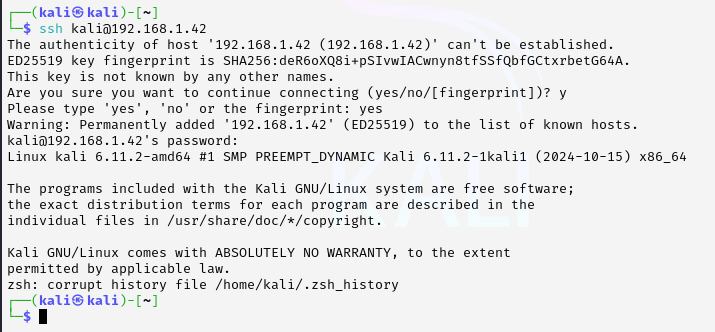 ┌──(kali㉿kali)-[~]
└─$ ssh kali@192.168.1.42
The authenticity of host '192.168.1.42 (192.168.1.42)' can't be established.
ED25519 key fingerprint is SHA256:deR6oXQ8i+pSIvwIACwnyn8tfSSfQbfGCtxrbetG64A.
This key is not known by any other names.
Are you sure you want to continue connecting (yes/no/[fingerprint])? y
Please type 'yes', 'no' or the fingerprint: yes
Warning: Permanently added '192.168.1.42' (ED25519) to the list of known hosts.
kali@192.168.1.42's password:
Linux kali 6.11.2-amd64 #1 SMP PREEMPT_DYNAMIC Kali 6.11.2-1kali1 (2024-10-15) x86_64

The programs included with the Kali GNU/Linux system are free software;
the exact distribution terms for each program are described in the
individual files in /usr/share/doc/*/copyright.

Kali GNU/Linux comes with ABSOLUTELY NO WARRANTY, to the extent
permitted by applicable law.
zsh: corrupt history file /home/kali/.zsh_history
┌──(kali㉿kali)-[~]
└─$
KALI